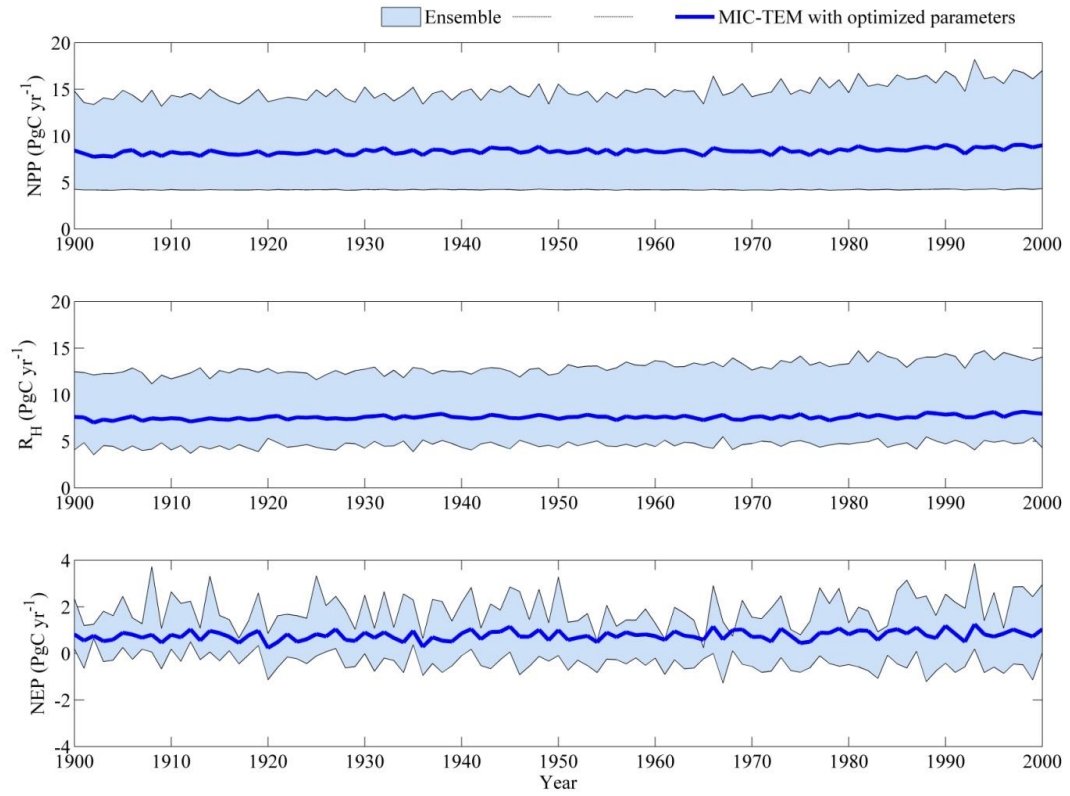 Ensemble MIC-TEM with optimized parameters
20
15
10
5
0
NPP (PgC yr-1)
1900 1910 1920 1930 1940 1950 1960 1970 1980 1990 2000
20
15
10
5
0
RH (PgC yr-1)
1900 1910 1920 1930 1940 1950 1960 1970 1980 1990 2000
4
2
0
-2
-4
NEP (PgC yr-1)
1900 1910 1920 1930 1940 1950 1960 1970 1980 1990 2000
Year